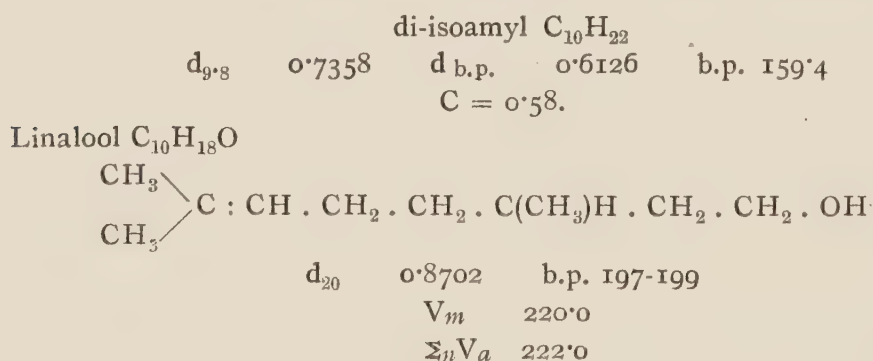 di-isoamyl C₁₀H₂₂
d₉·₈ 0·7358 d b.p. 0·6126 b.p. 159·4
C = 0·58.
Linalool C₁₀H₁₈O
CH₃
C : CH . CH₂ . CH₂ . C(CH₃)H . CH₂ . CH₂ . OH
CH₃
d₂₀ 0·8702 b.p. 197-199
Vm 220·0
ΣnVa 222·0